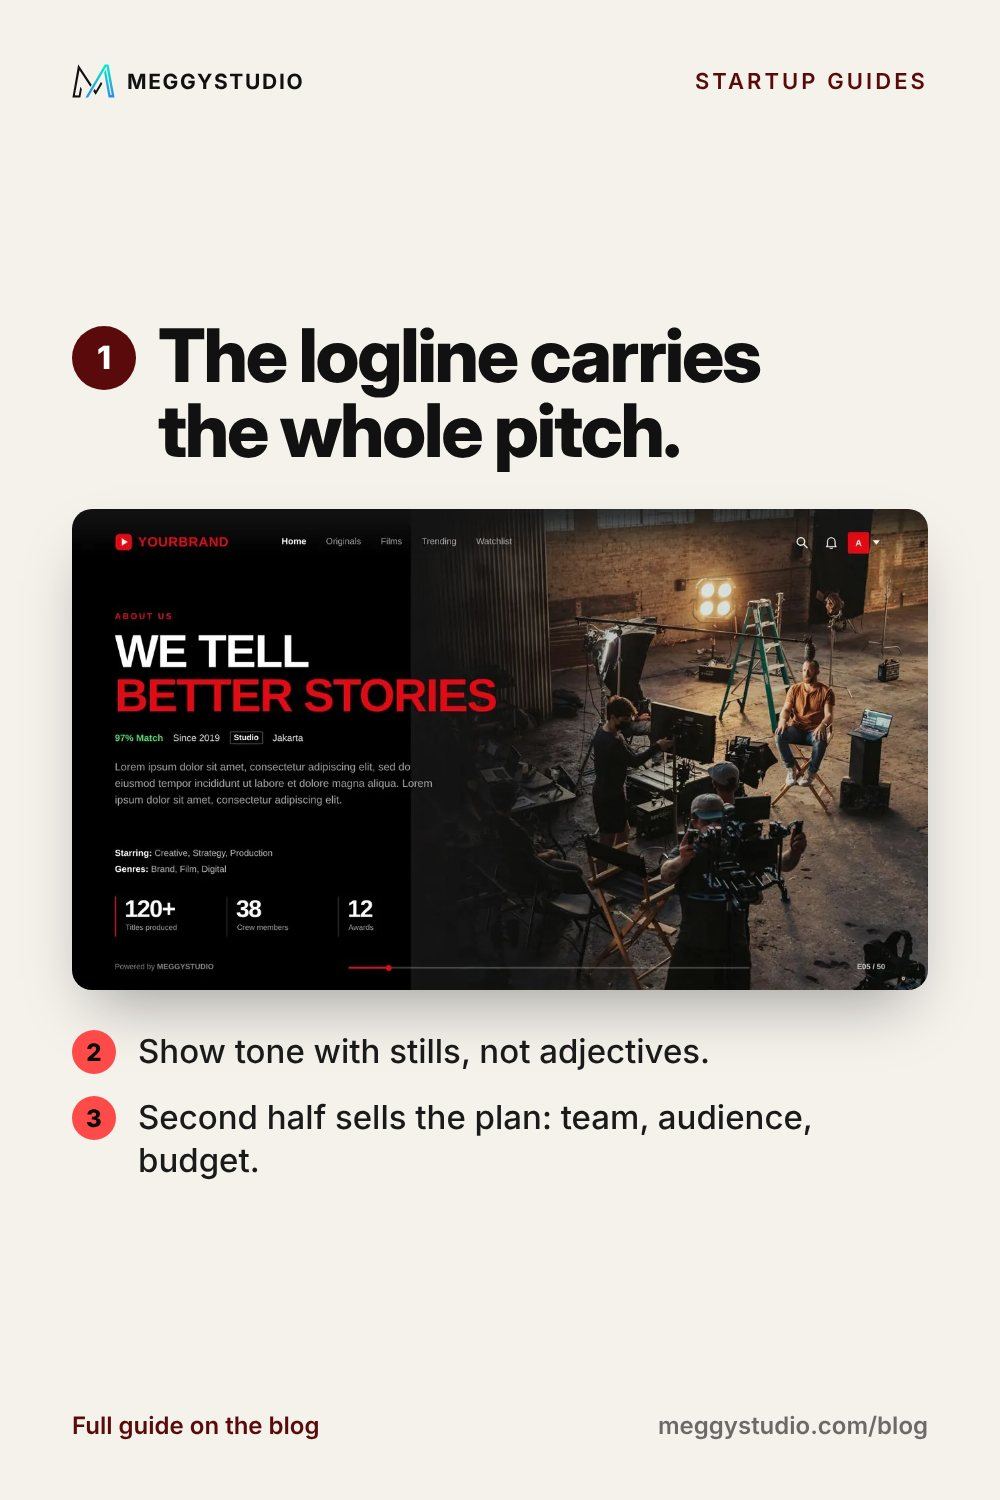 MEGGYSTUDIO
STARTUP GUIDES
1 The logline carries
the whole pitch.
YOURBRAND
Home Originals Films Trending Watchlist
A
ABOUT US
WE TELL
BETTER STORIES
97% Match Since 2019 Studio Jakarta
Lorem ipsum dolor sit amet, consectetur adipiscing elit, sed do
eiusmod tempor incididunt ut labore et dolore magna aliqua. Lorem
ipsum dolor sit amet, consectetur adipiscing elit.
Starring: Creative, Strategy, Production
Genres: Brand, Film, Digital
120+ 38 12
Titles produced Crew members Awards
Powered by MEGGYSTUDIO
E05 / 50
2 Show tone with stills, not adjectives.
3 Second half sells the plan: team, audience,
budget.
Full guide on the blog
meggystudio.com/blog